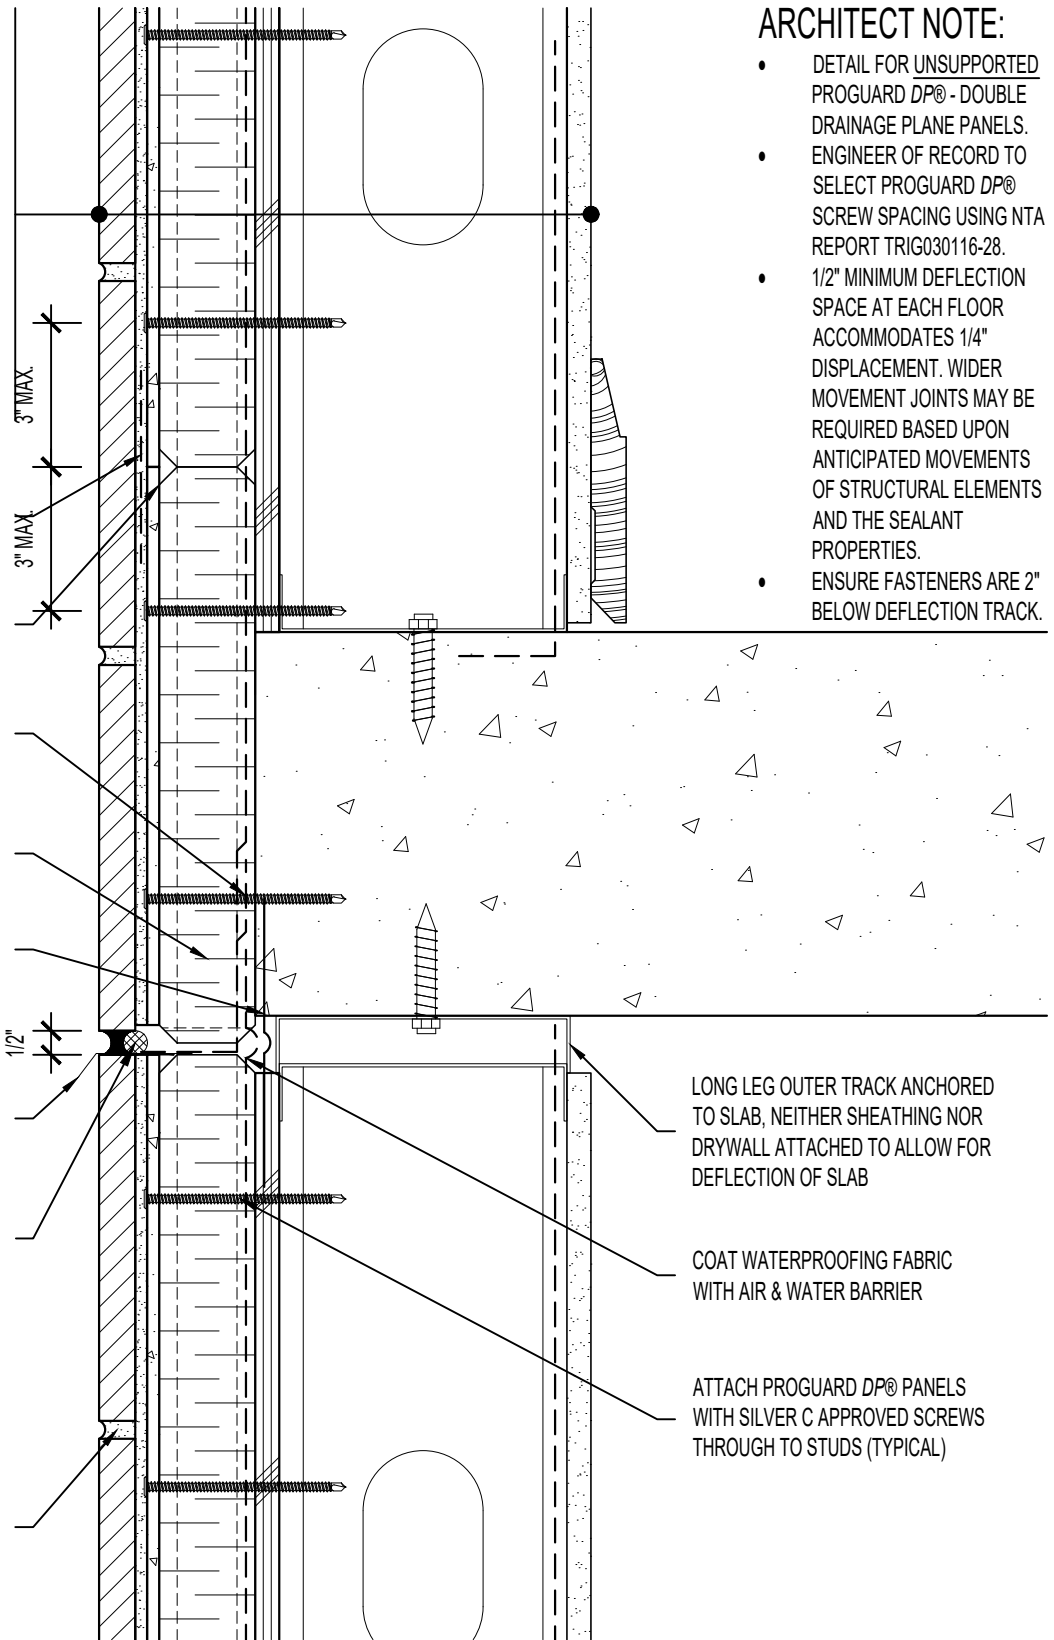 ARCHITECT NOTE:
• DETAIL FOR UNSUPPORTED
PROGUARD DP® - DOUBLE
DRAINAGE PLANE PANELS.
• ENGINEER OF RECORD TO
SELECT PROGUARD DP®
SCREW SPACING USING NTA
REPORT TRIG030116-28.
• 1/2" MINIMUM DEFLECTION
SPACE AT EACH FLOOR
ACCOMMODATES 1/4"
DISPLACEMENT. WIDER
MOVEMENT JOINTS MAY BE
REQUIRED BASED UPON
ANTICIPATED MOVEMENTS
OF STRUCTURAL ELEMENTS
AND THE SEALANT
PROPERTIES.
• ENSURE FASTENERS ARE 2"
BELOW DEFLECTION TRACK.
3" MAX.
3" MAX.
1/2"
LONG LEG OUTER TRACK ANCHORED
TO SLAB, NEITHER SHEATHING NOR
DRYWALL ATTACHED TO ALLOW FOR
DEFLECTION OF SLAB
COAT WATERPROOFING FABRIC
WITH AIR & WATER BARRIER
ATTACH PROGUARD DP® PANELS
WITH SILVER C APPROVED SCREWS
THROUGH TO STUDS (TYPICAL)